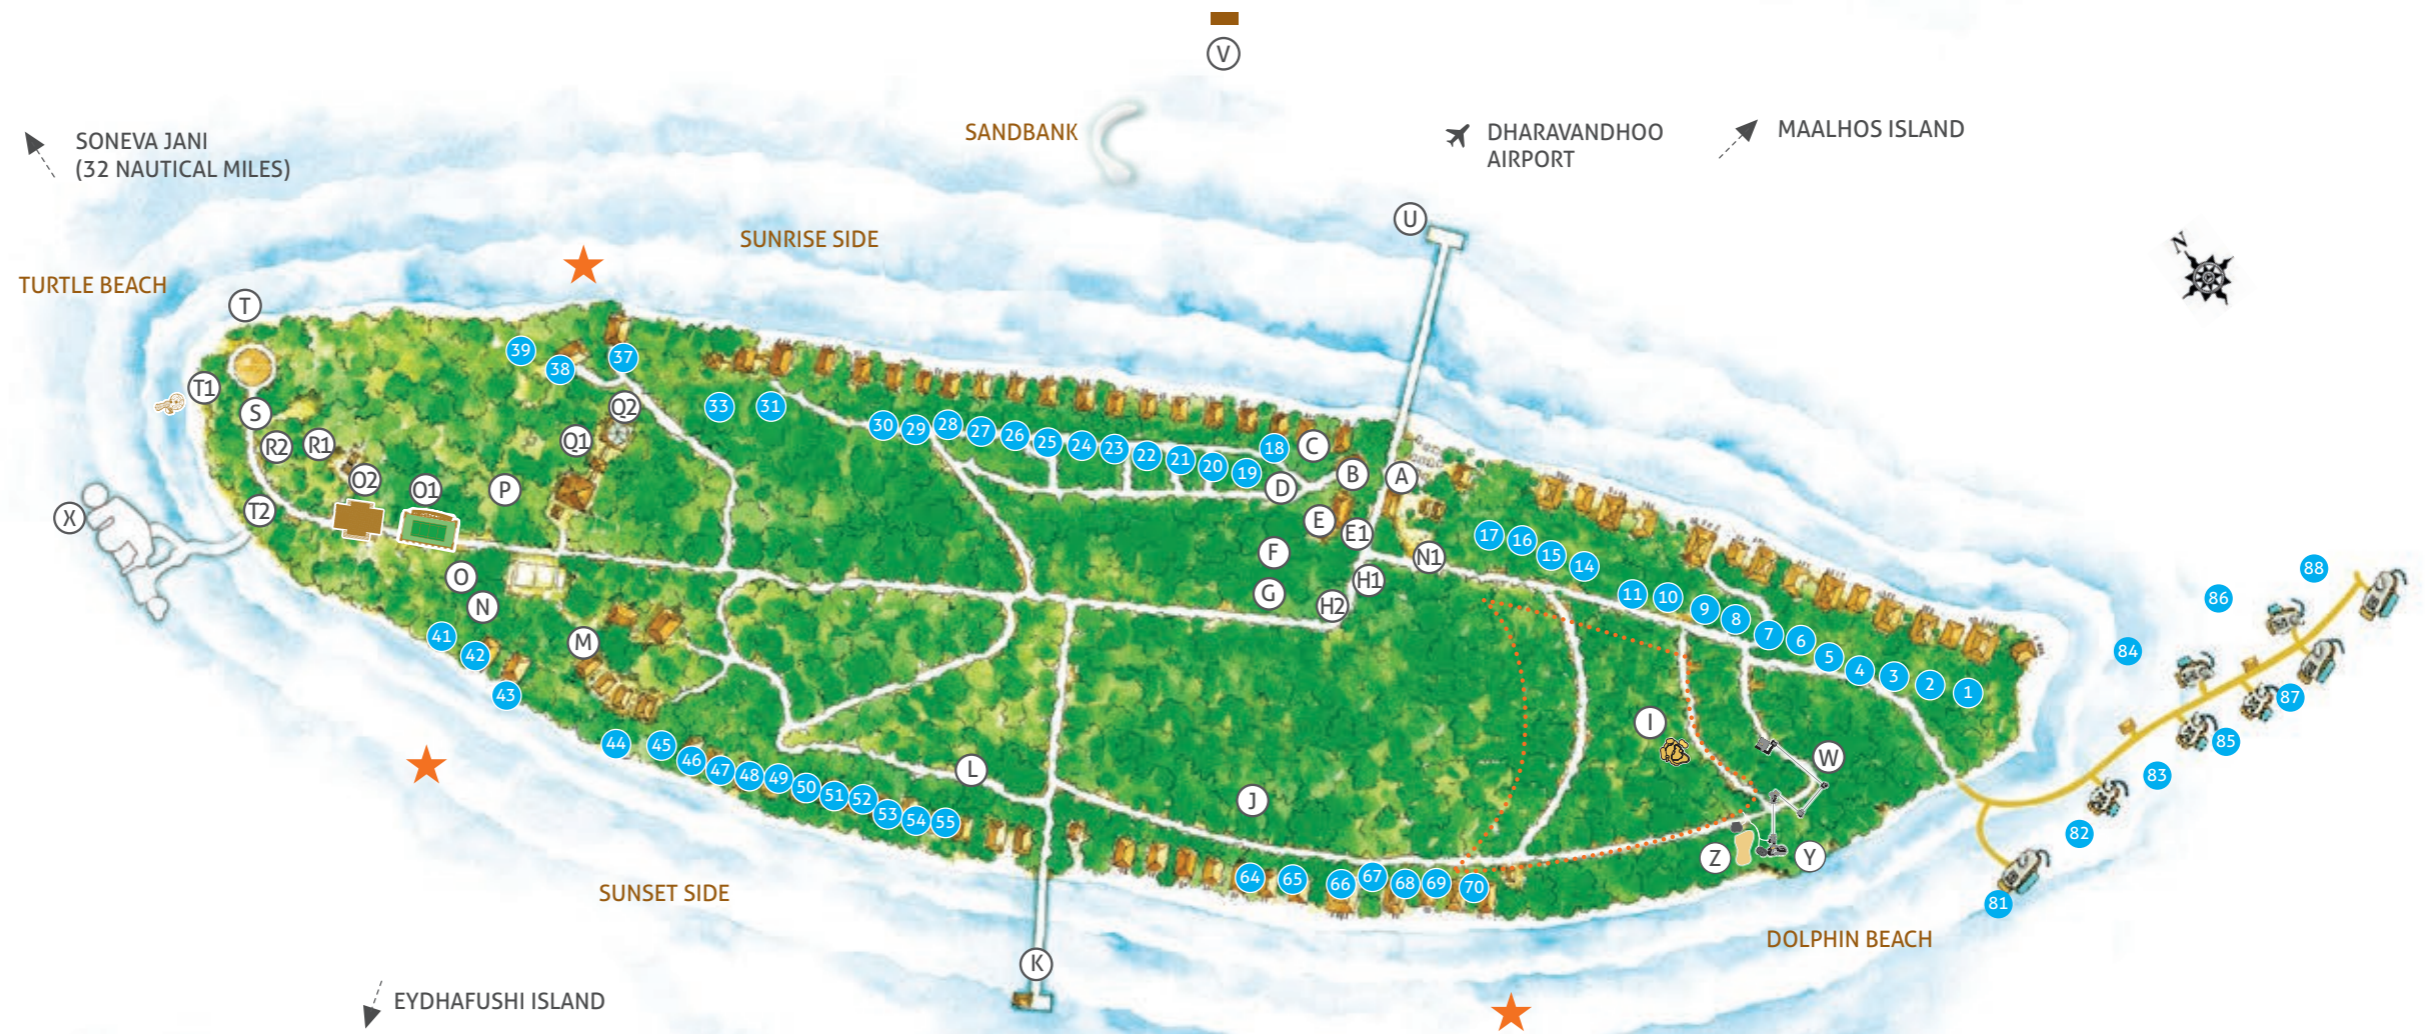 V
SONEVA JANI
(32 NAUTICAL MILES)
SANDBANK
DHARAVANDHOO
AIRPORT
MAALHOS ISLAND
U
N
SUNRISE SIDE
TURTLE BEACH
T
39
38
37
T1
S
Q2
33
31
R2
R1
Q1
O2
O1
P
T2
X
30
29
28
27
26
25
24
23
22
21
20
19
18
C
D
B
A
E
E1
F
N1
G
H1
H2
17
16
15
14
11
10
9
8
7
6
5
4
3
2
1
O
N
41
42
43
M
44
45
46
47
48
49
50
51
52
53
54
55
L
J
I
W
Z
Y
64
65
66
67
68
69
70
88
86
84
87
85
83
82
81
SUNSET SIDE
K
DOLPHIN BEACH
EYDHAFUSHI ISLAND